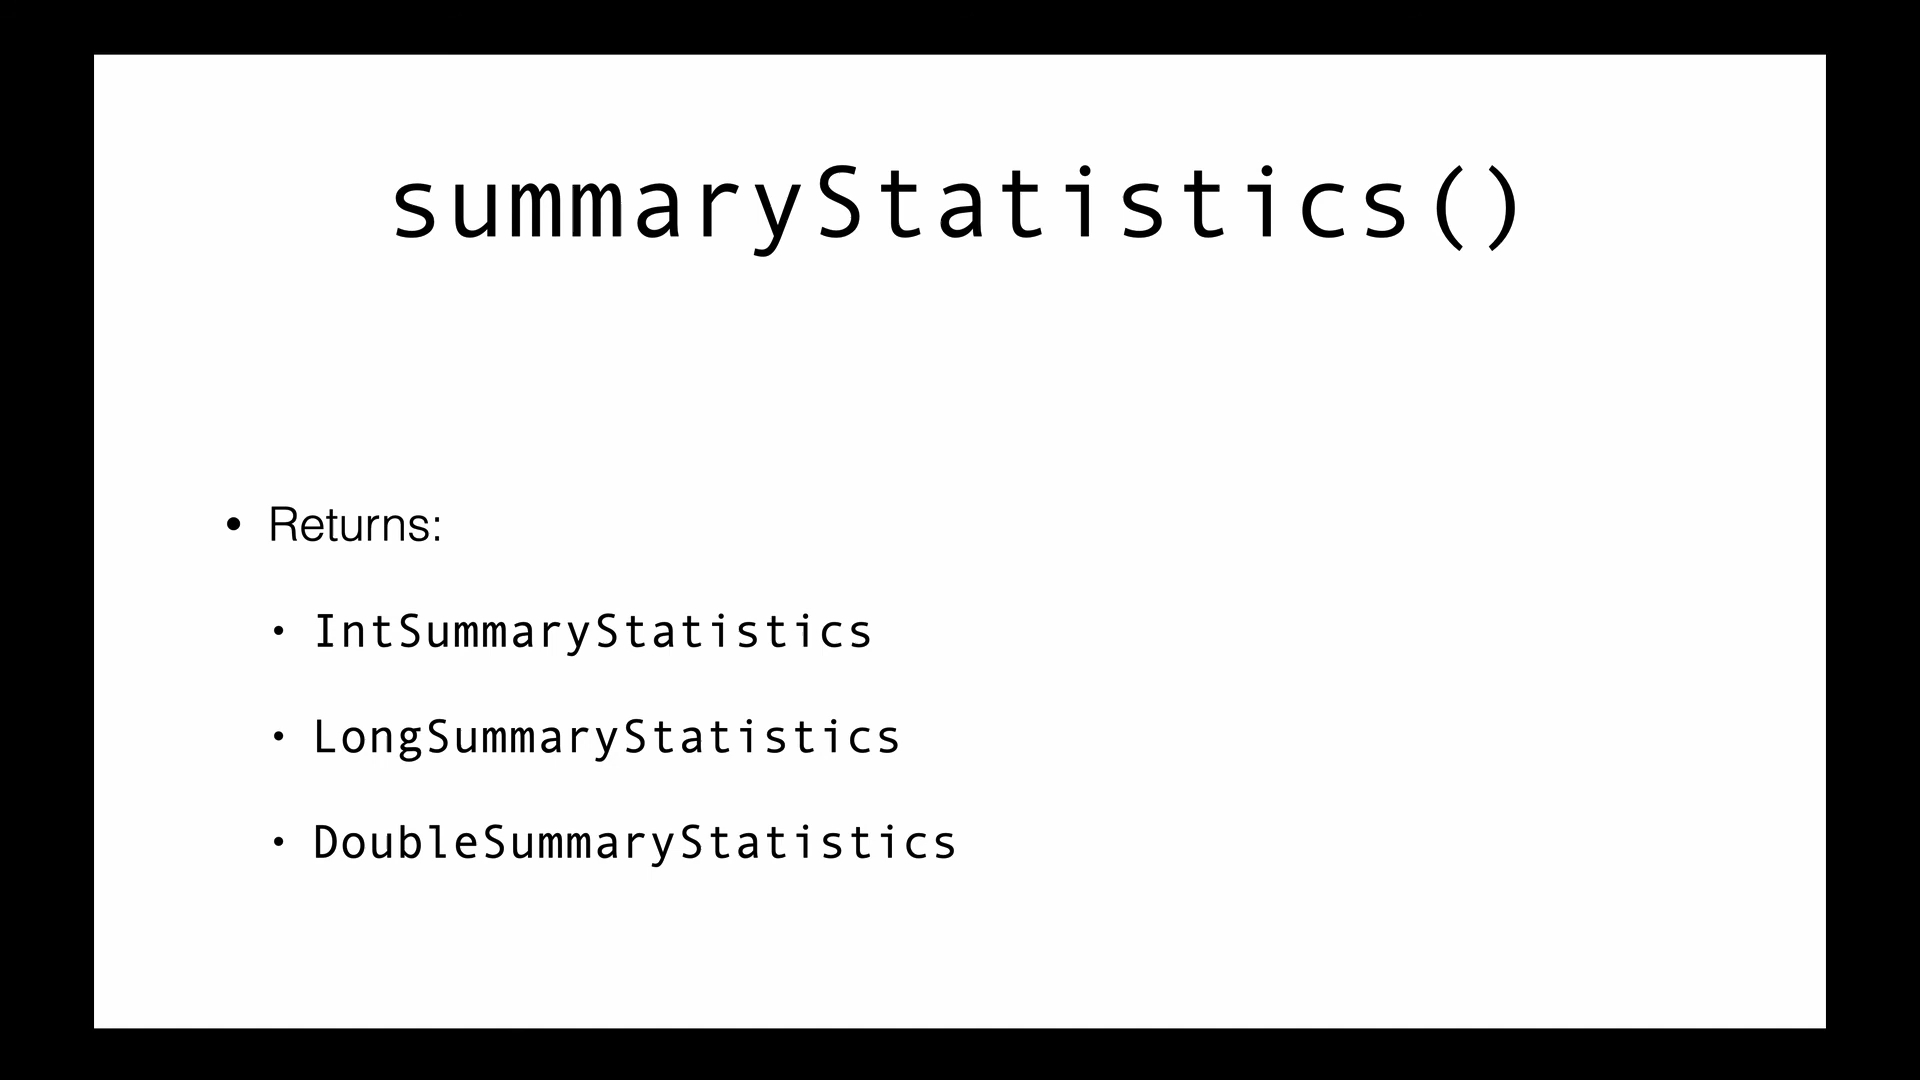 summaryStatistics()
• Returns:
• IntSummaryStatistics
• LongSummaryStatistics
• DoubleSummaryStatistics